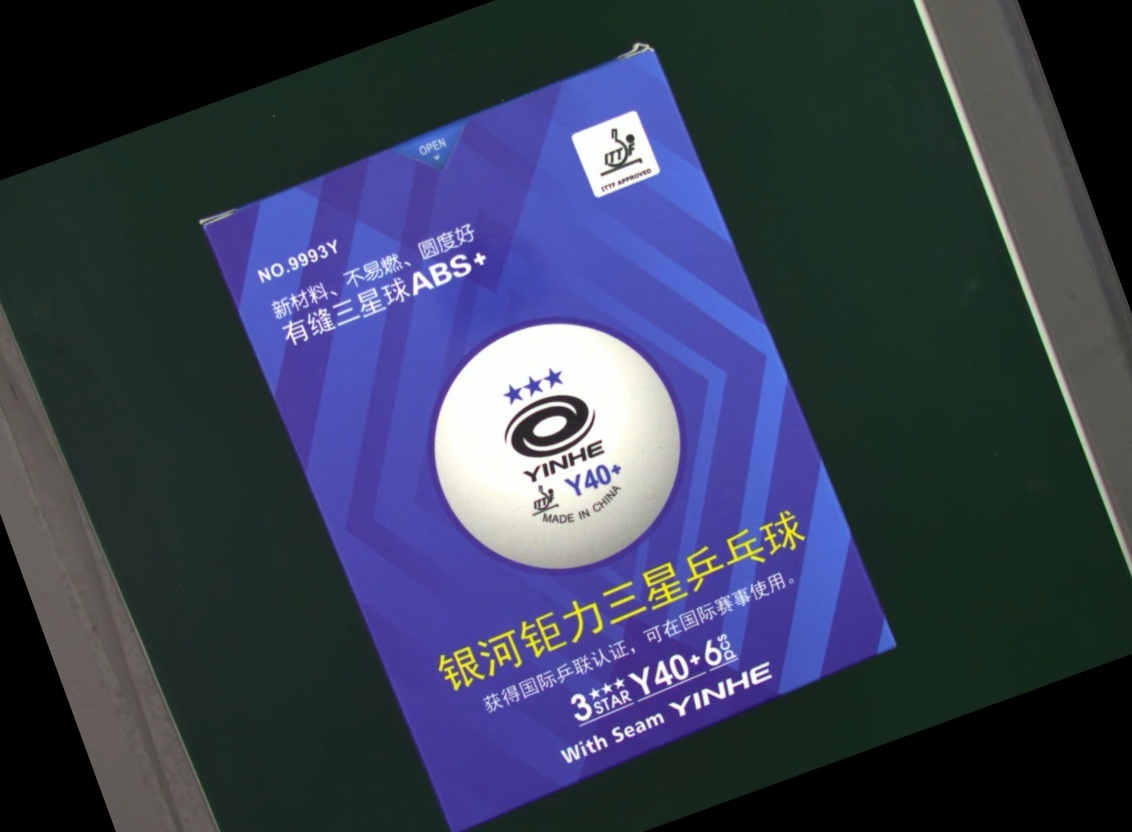 OPEN
ITTF
ITTF APPROVED
NO.9993Y
新材料、不易燃、圆度好
有缝三星球ABS+
YINHE
ITTF Y40+
MADE IN CHINA
银河钜力三星乒乓球
获得国际乒联认证，可在国际赛事使用。
3★★★STAR Y40+ 6pcs
With Seam YINHE